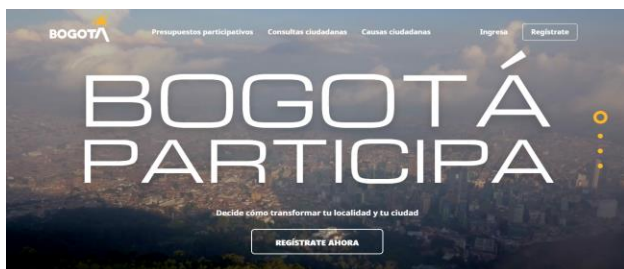 BOGOTÁ
Presupuestos participativos Consultas ciudadanas Causas ciudadanas Ingresa Regístrate
BOGOTÁ
PARTICIPA
Decide cómo transformar tu localidad y tu ciudad
REGÍSTRATE AHORA